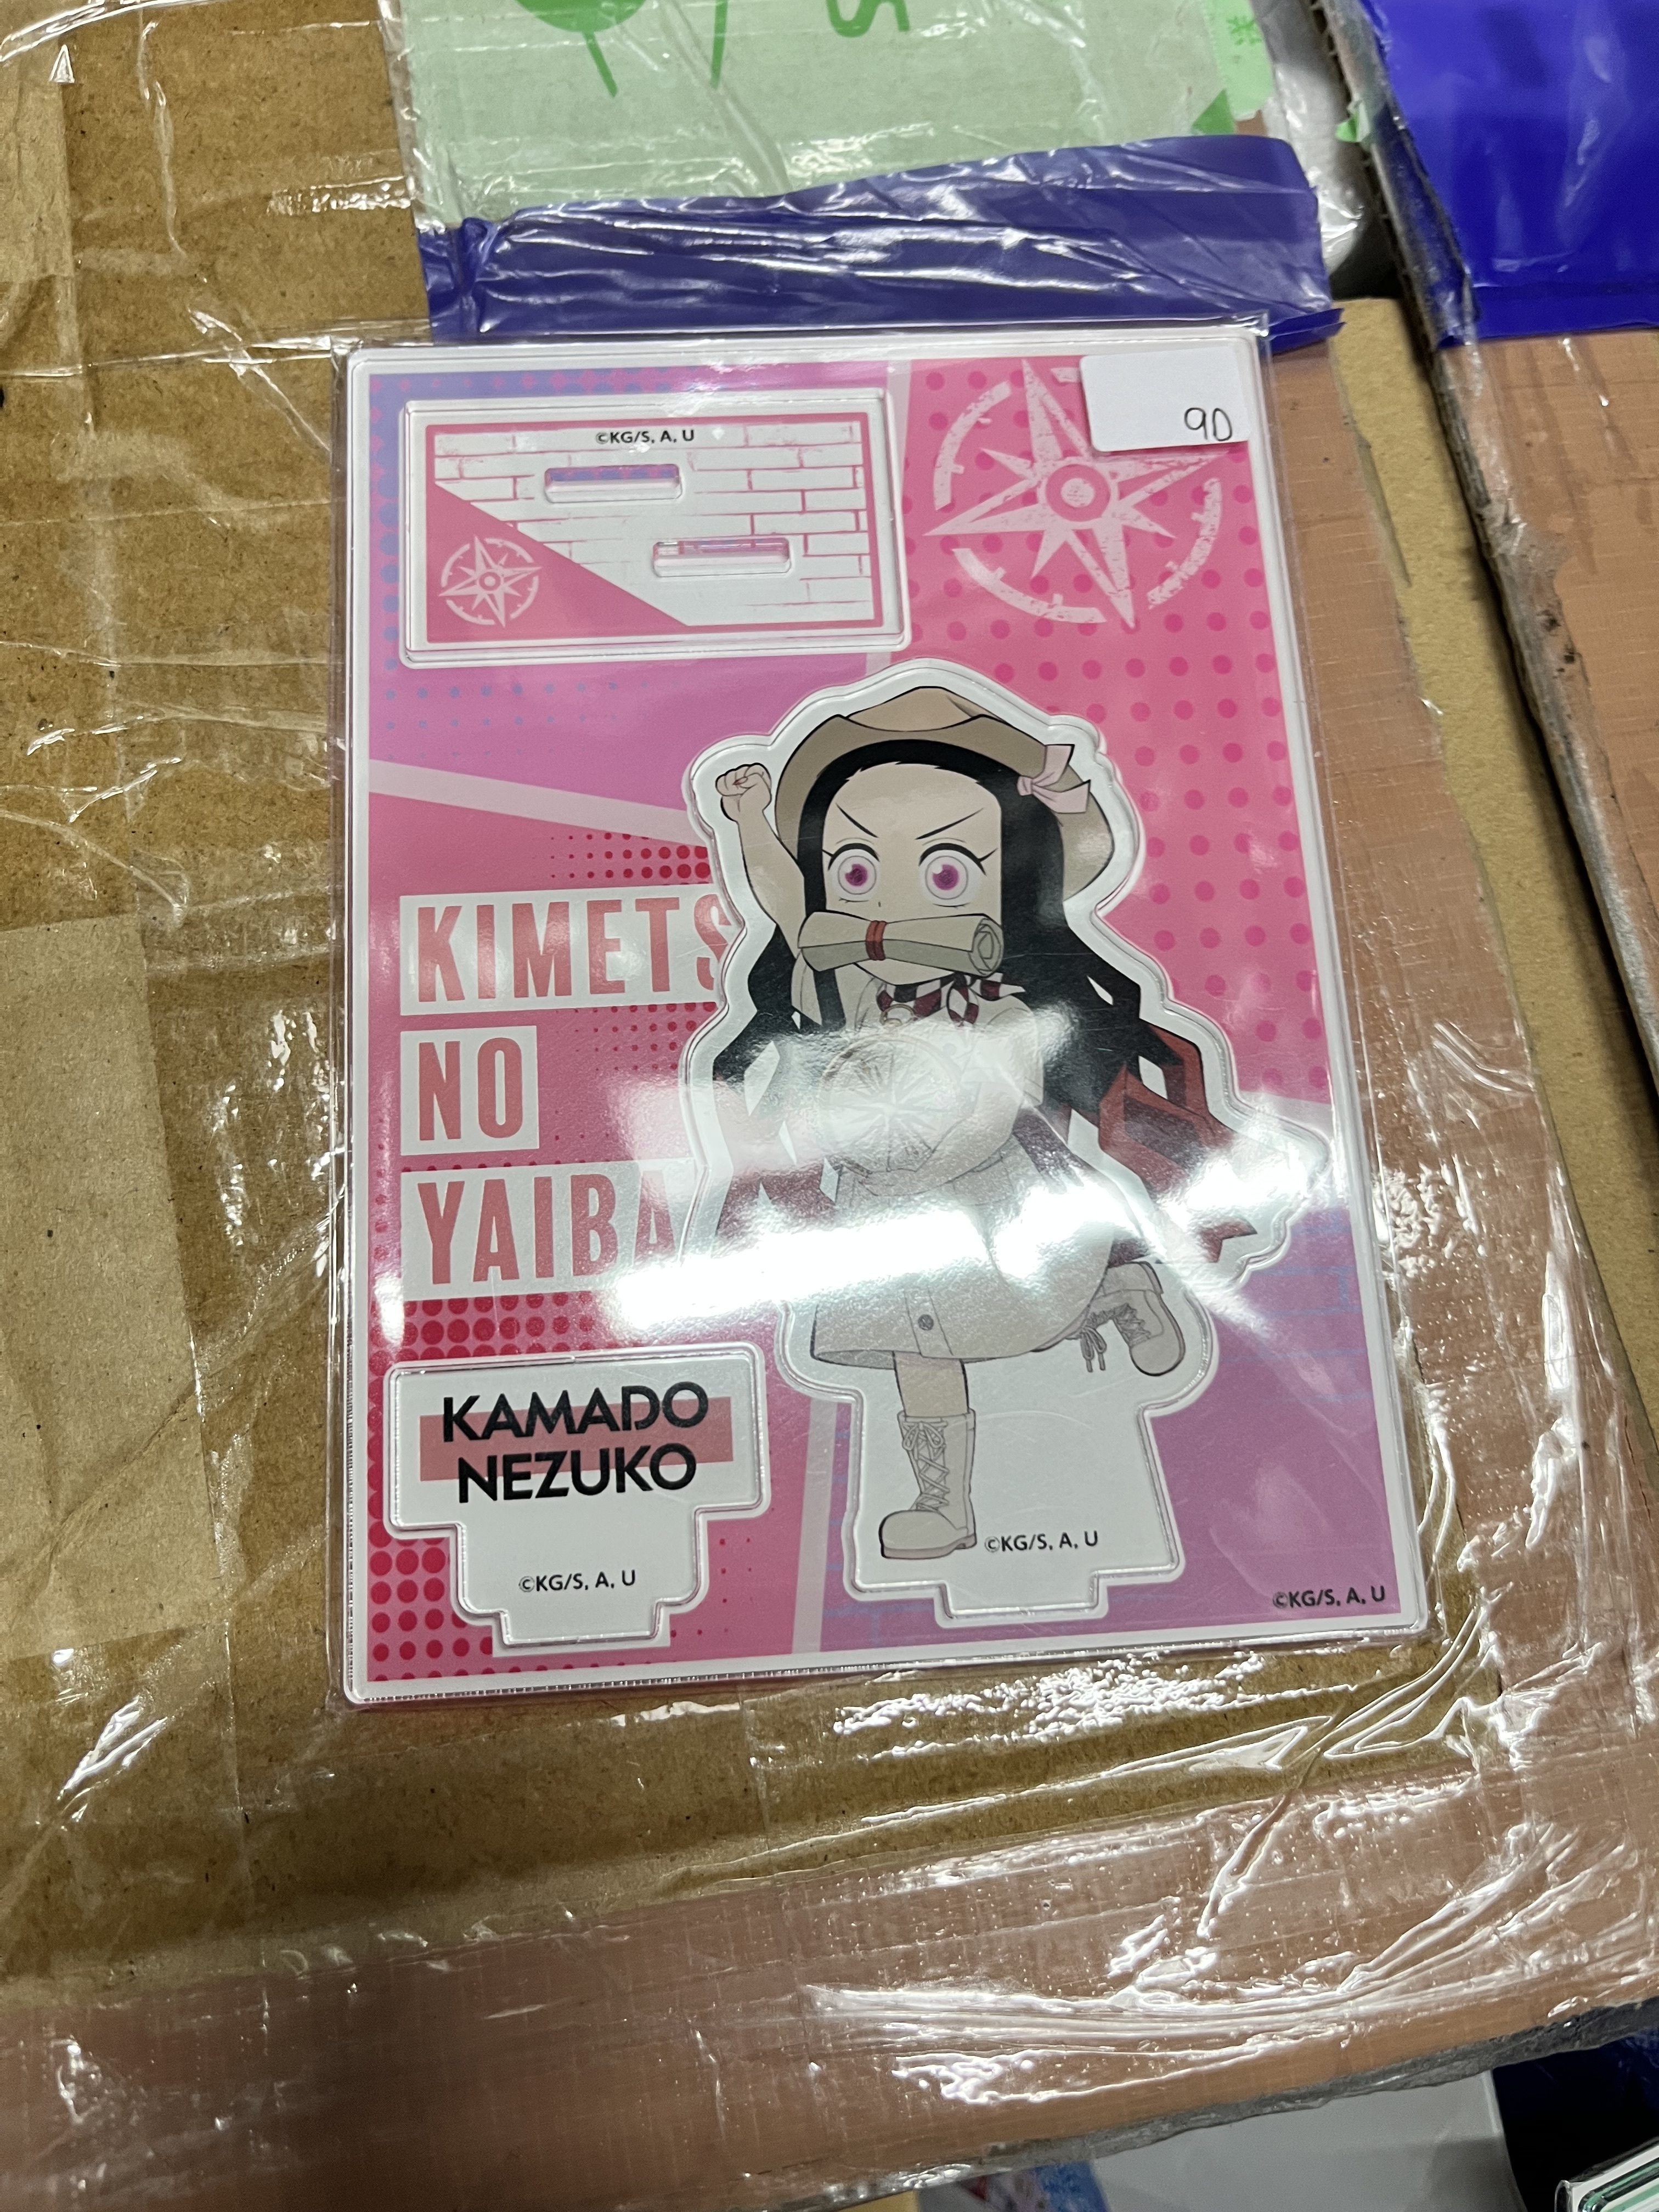 90
©KG/S, A, U
KIMETS
NO
YAIBA
KAMADO
NEZUKO
©KG/S, A, U
©KG/S, A, U
©KG/S, A, U